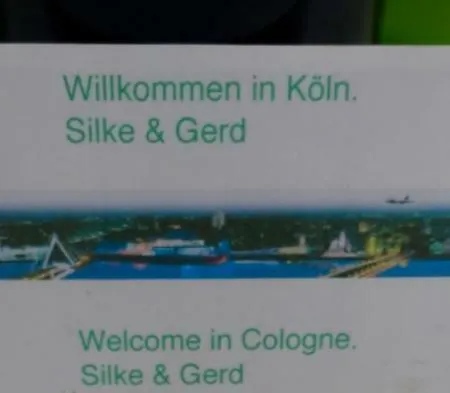 Willkommen in Köln.
Silke & Gerd
Welcome in Cologne.
Silke & Gerd